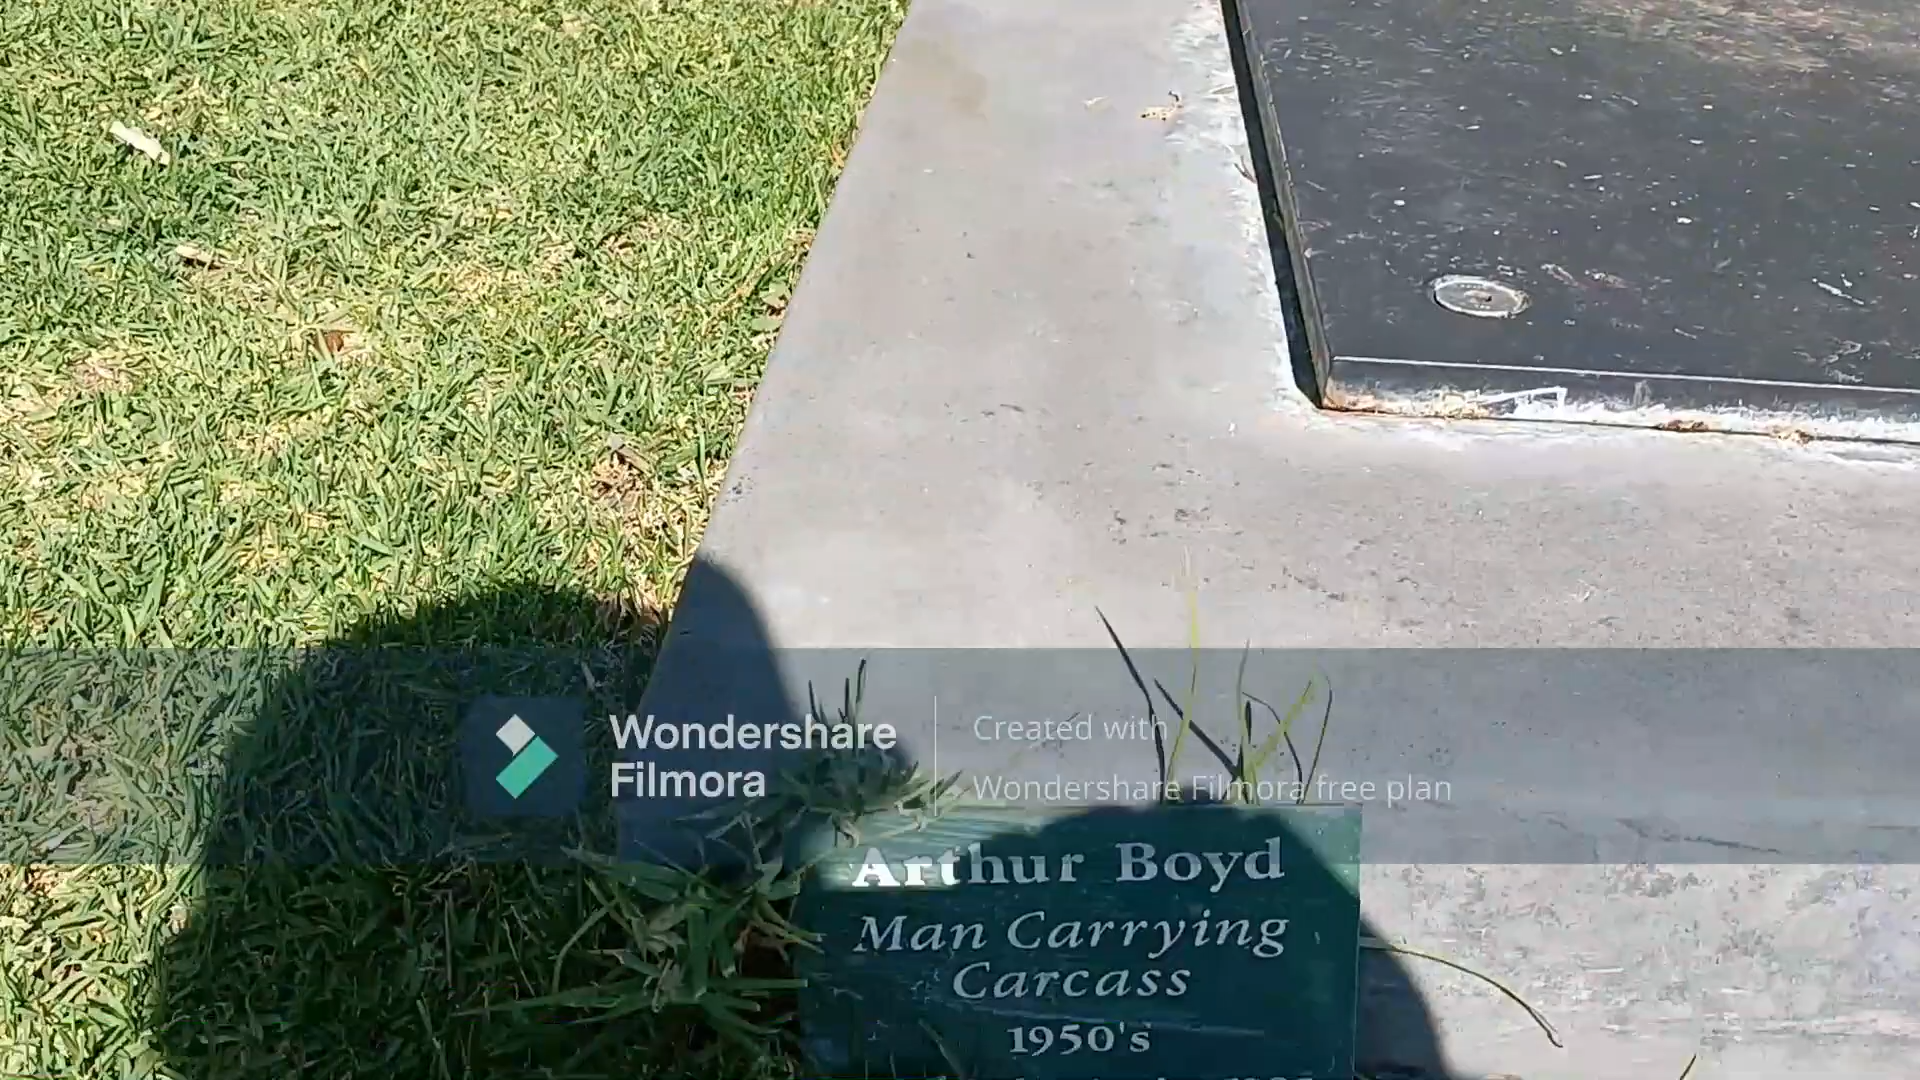 Wondershare
Filmora
Created with
Wondershare Filmora free plan
Arthur Boyd
Man Carrying
Carcass
1950's